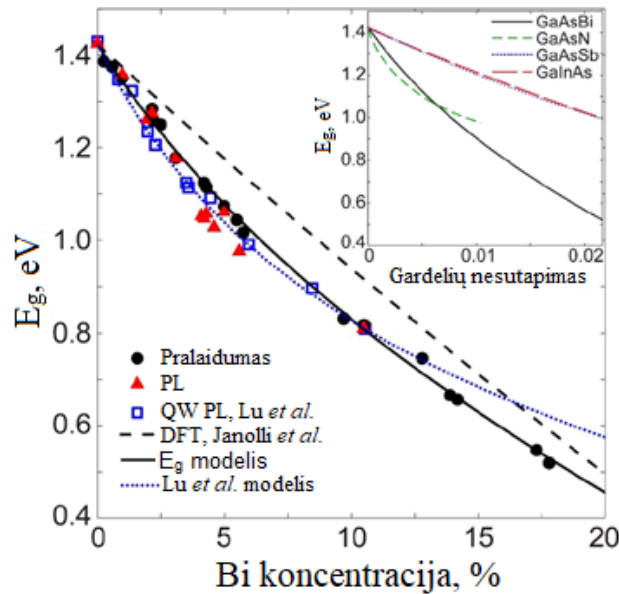 E_g, eV
1.4
1.2
1.0
0.8
0.6
0.4
0
5
10
15
20
Bi koncentracija, %
Pralaidumas
PL
QW PL, Lu et al.
DFT, Janolli et al.
E_g modelis
Lu et al. modelis
E_g, eV
1.4
1.2
1.0
0.8
0.6
0.4
0
0.01
0.02
Gardelių nesutapimas
GaAsBi
GaAsN
GaAsSb
GaInAs